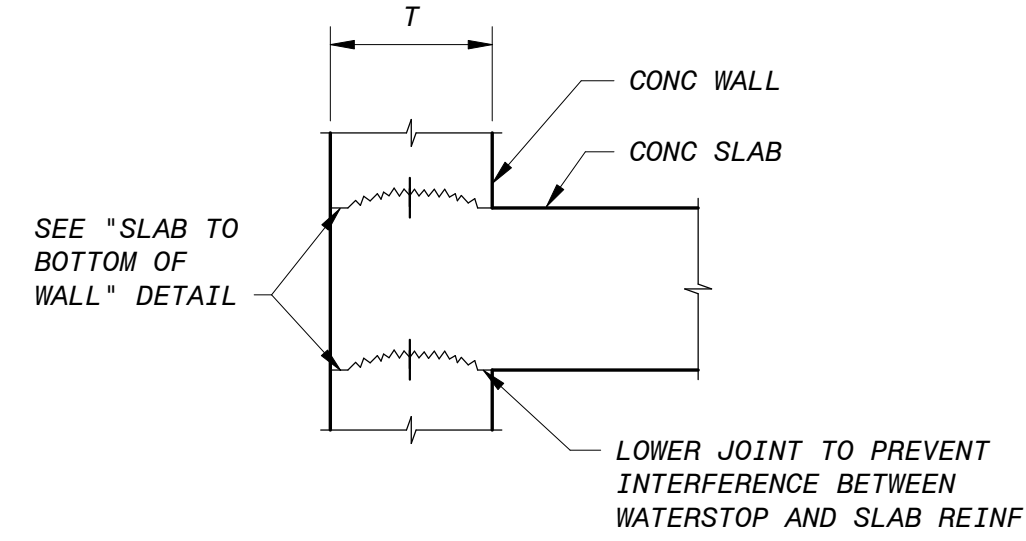 T
CONC WALL
CONC SLAB
SEE "SLAB TO
BOTTOM OF
WALL" DETAIL
LOWER JOINT TO PREVENT
INTERFERENCE BETWEEN
WATERSTOP AND SLAB REINF